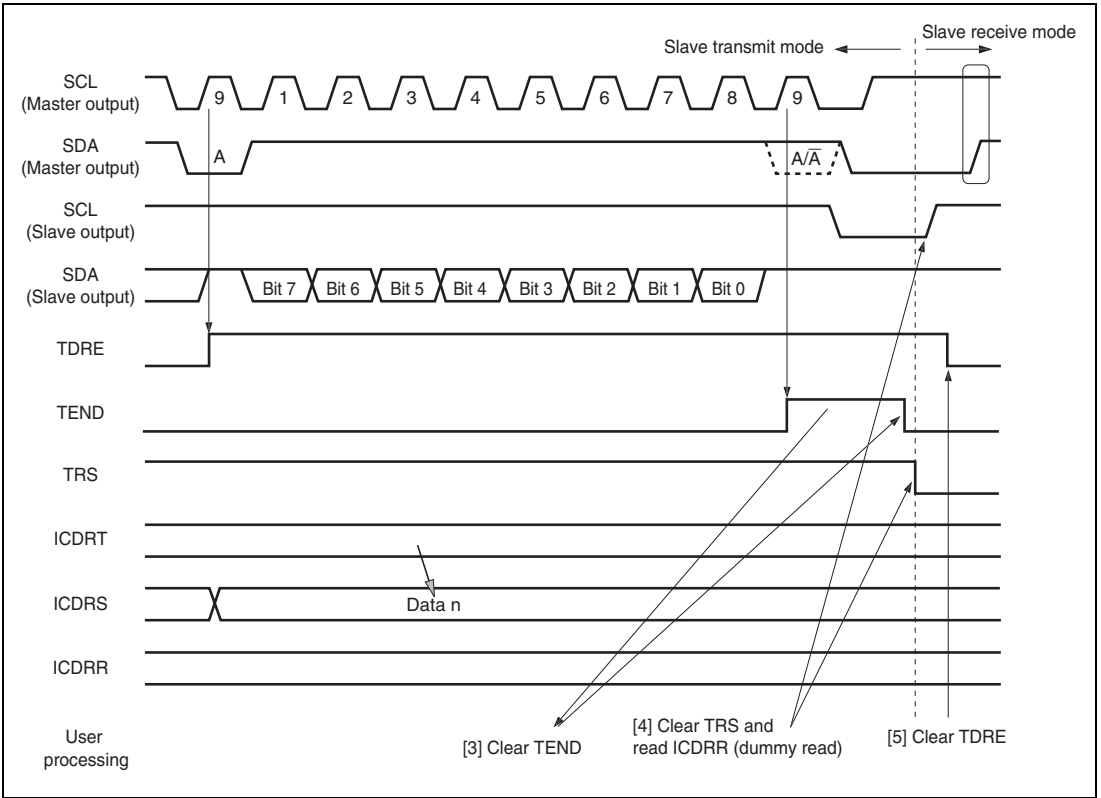 Slave transmit mode
Slave receive mode
SCL
(Master output)
9 1 2 3 4 5 6 7 8 9
SDA
(Master output)
A
A/A̅
SCL
(Slave output)
SDA
(Slave output)
Bit 7 Bit 6 Bit 5 Bit 4 Bit 3 Bit 2 Bit 1 Bit 0
TDRE
TEND
TRS
ICDRT
ICDRS
Data n
ICDRR
User
processing
[3] Clear TEND
[4] Clear TRS and
read ICDRR (dummy read)
[5] Clear TDRE